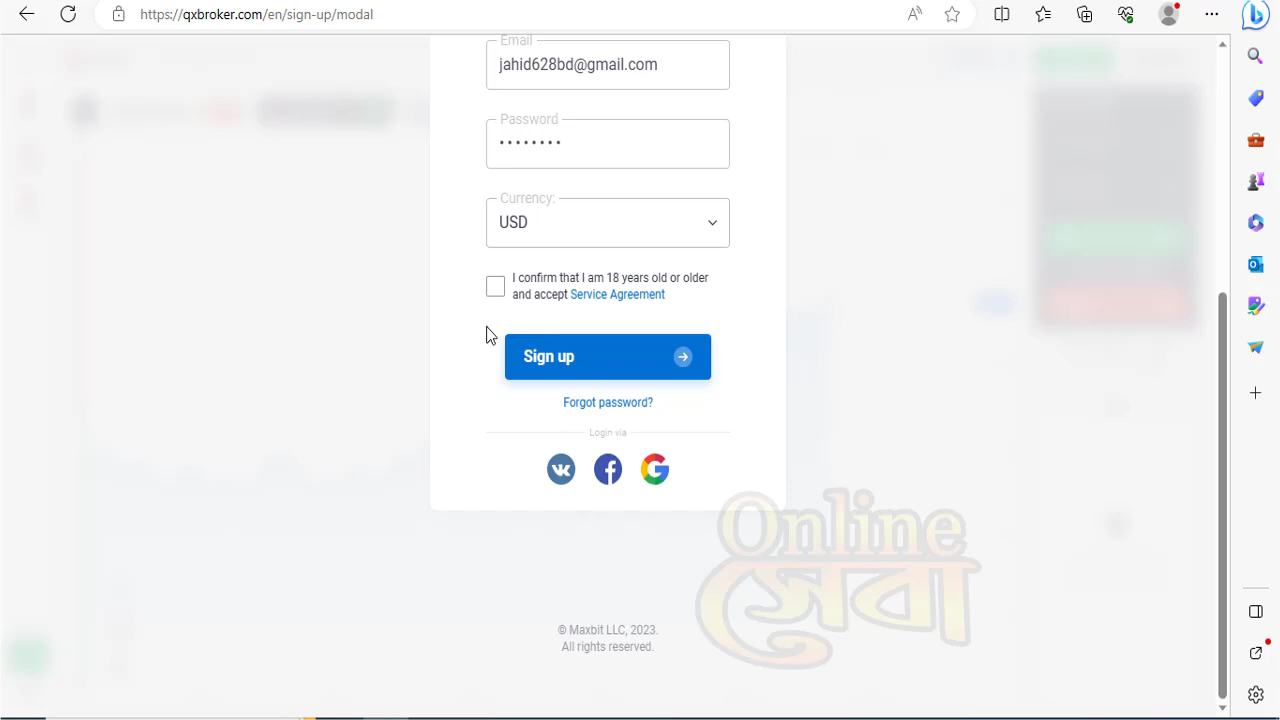 https://qxbroker.com/en/sign-up/modal
Email
jahid628bd@gmail.com
Password
••••••••
Currency:
USD
I confirm that I am 18 years old or older
and accept Service Agreement
Sign up
Forgot password?
Login via
Online
সেবা
© Maxbit LLC, 2023.
All rights reserved.